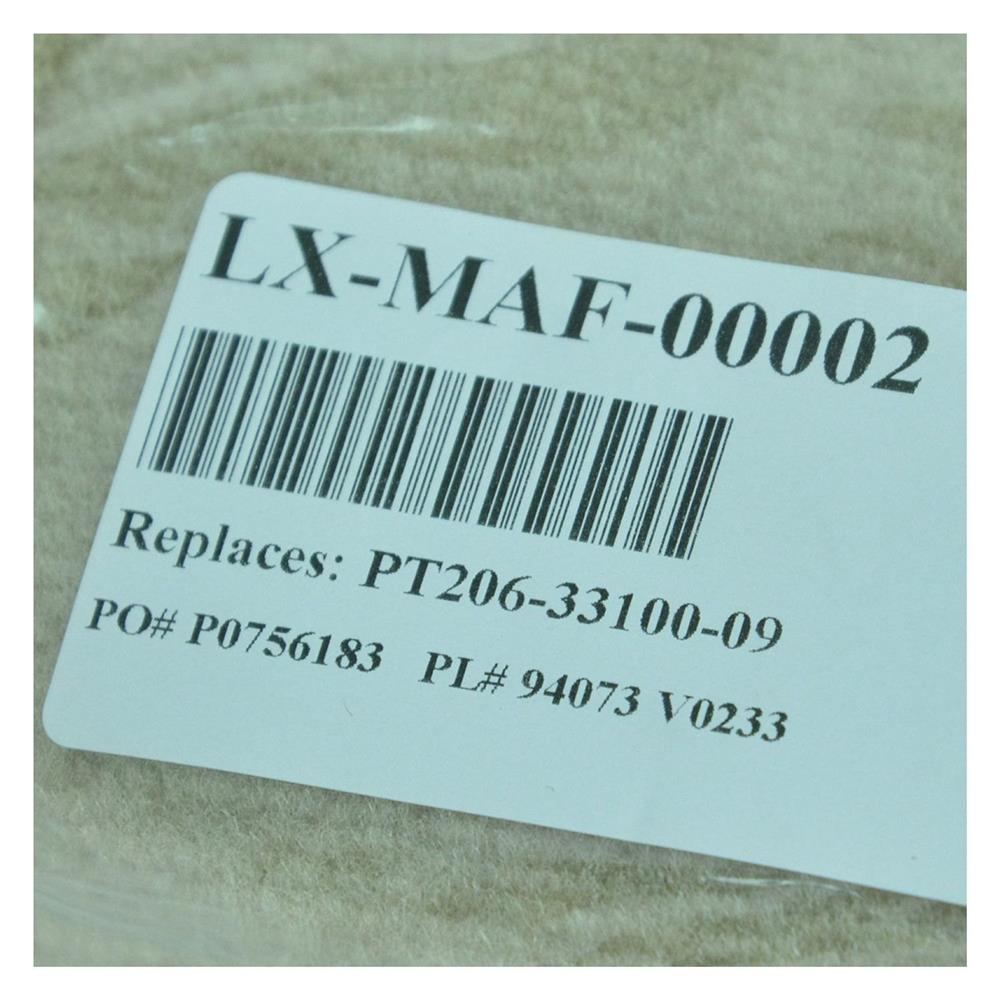 LX-MAF-00002
Replaces: PT206-33100-09
PO# P0756183 PL# 94073 V0233